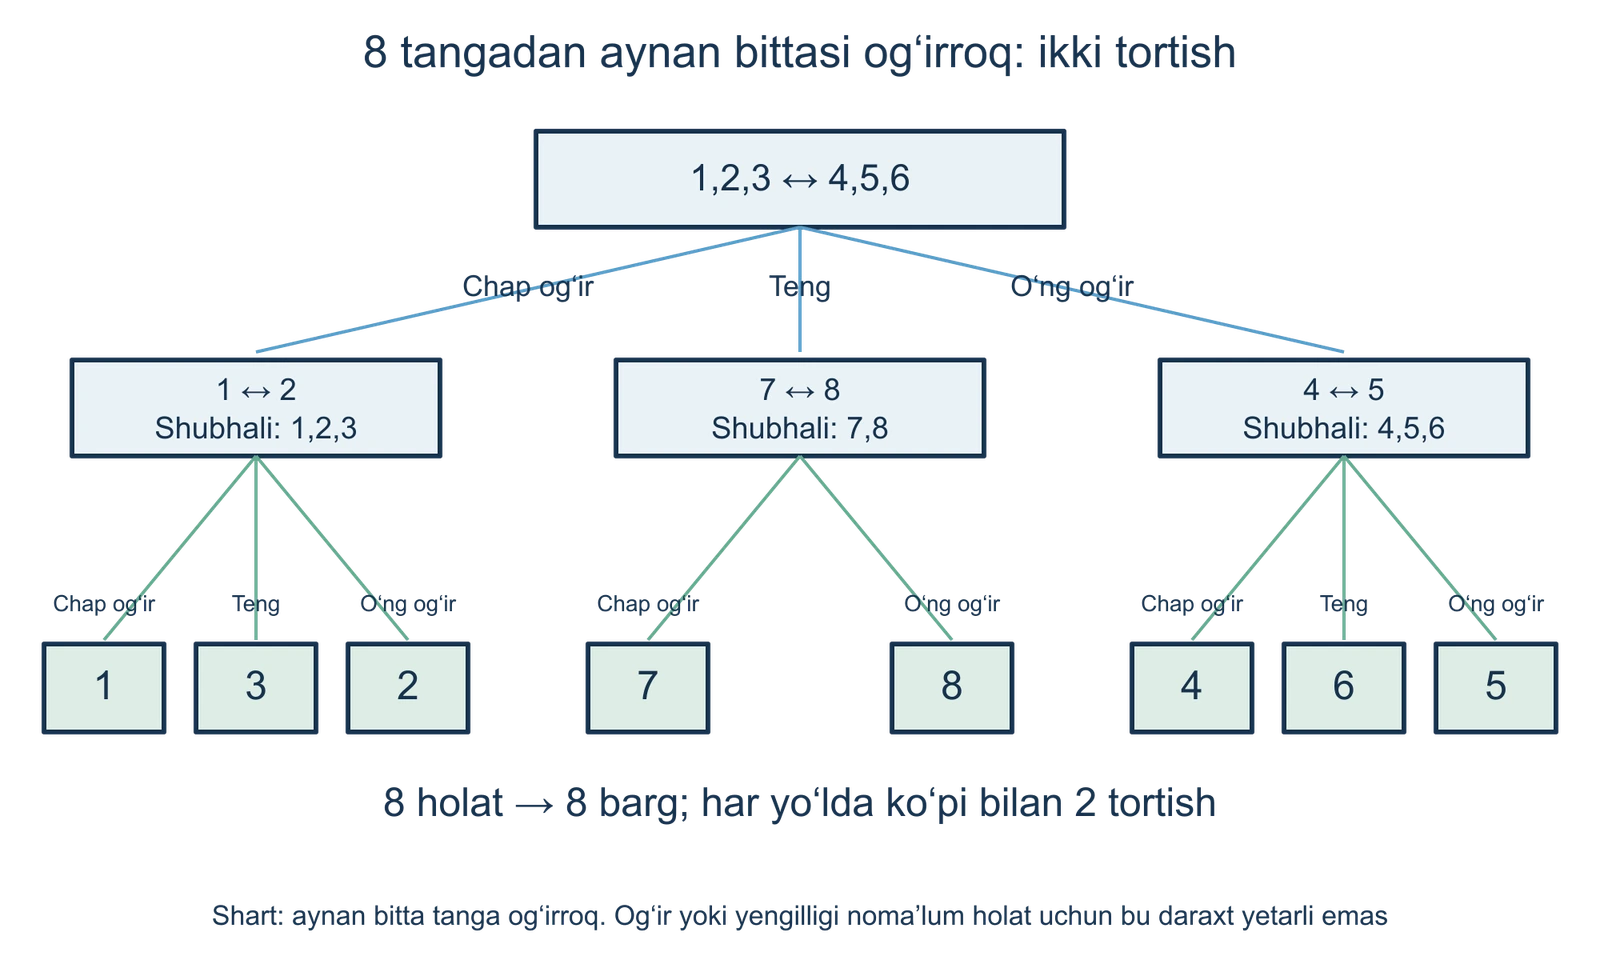 8 tangadan aynan bittasi og‘irroq: ikki tortish
1,2,3 ↔ 4,5,6
Chap og‘ir
Teng
O‘ng og‘ir
1 ↔ 2
Shubhali: 1,2,3
7 ↔ 8
Shubhali: 7,8
4 ↔ 5
Shubhali: 4,5,6
Chap og‘ir
Teng
O‘ng og‘ir
Chap og‘ir
O‘ng og‘ir
Chap og‘ir
Teng
O‘ng og‘ir
1
3
2
7
8
4
6
5
8 holat → 8 barg; har yo‘lda ko‘pi bilan 2 tortish
Shart: aynan bitta tanga og‘irroq. Og‘ir yoki yengilligi noma’lum holat uchun bu daraxt yetarli emas